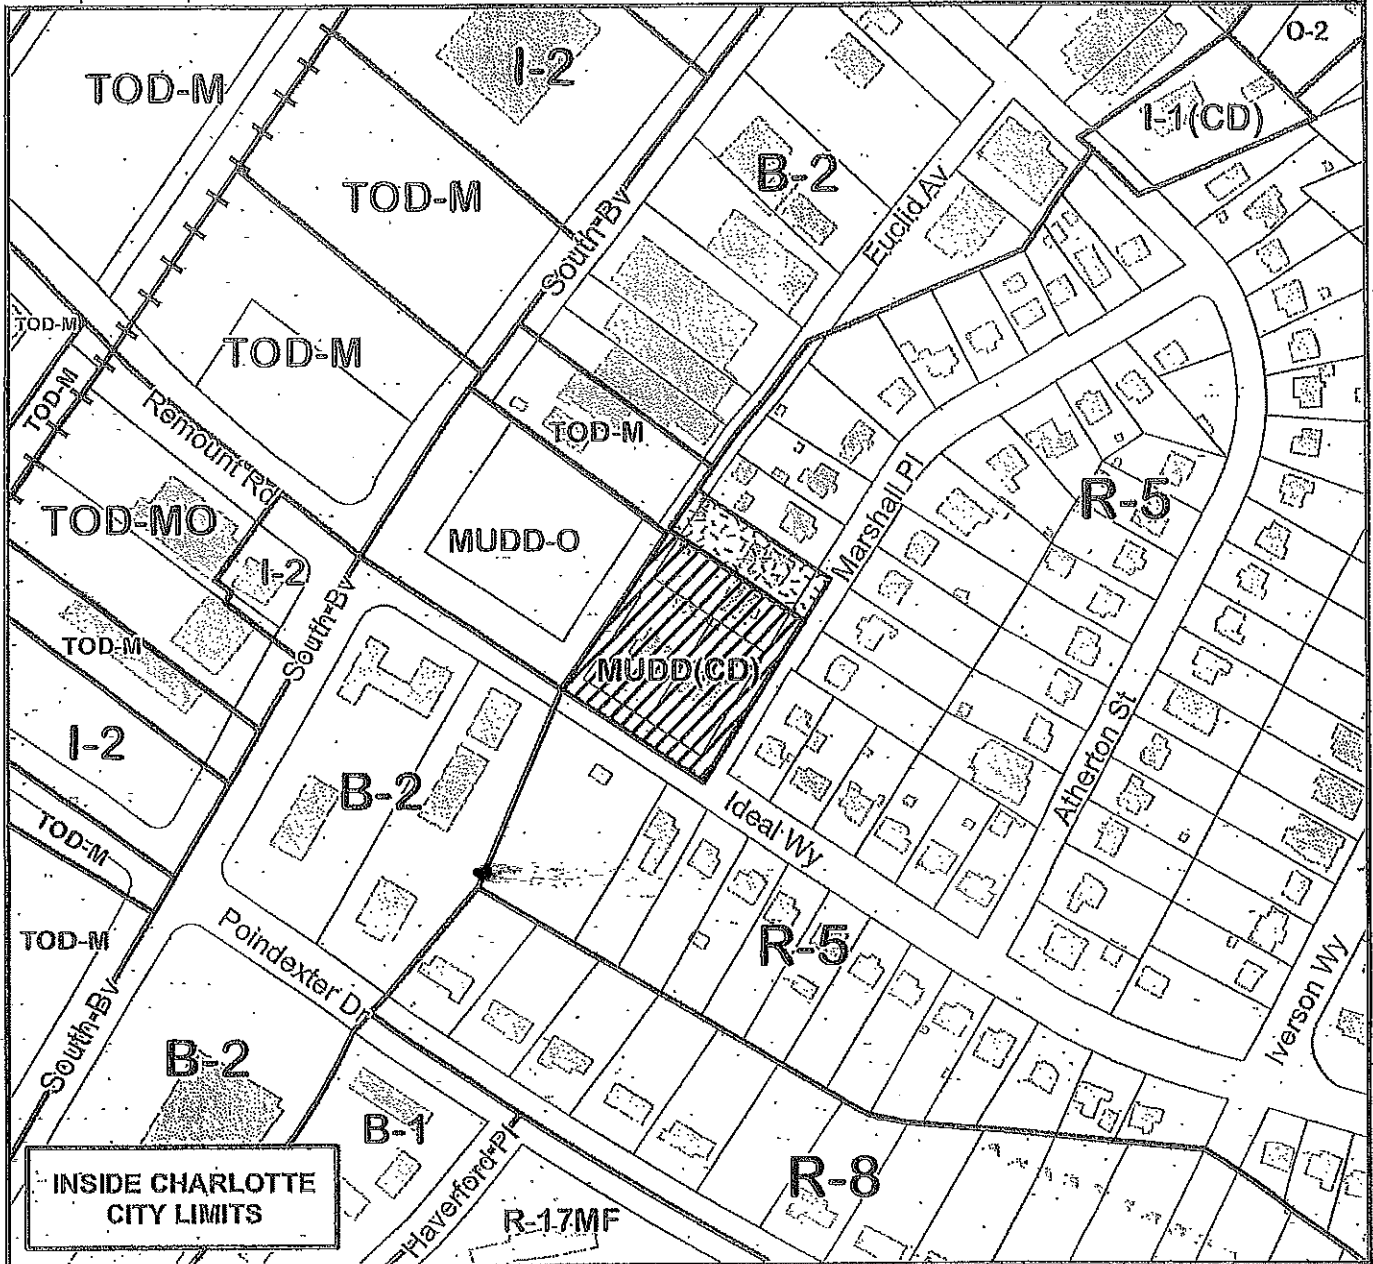 O-2
TOD-M
I-2
I-1(CD)
B-2
TOD-M
Euclid Av
South Bv
TOD-M
TOD-M
TOD-M
Remount Rd
TOD-M
Marshall Pl
R-5
TOD-MO
MUDD-O
I-2
South Bv
TOD-M
MUDD(CD)
Atherton St
I-2
B-2
Ideal Wy
TOD-M
TOD-M
Poindexter Dr
R-5
Iverson Wy
South Bv
B-2
B-1
R-8
Haverford Pl
R-17MF
INSIDE CHARLOTTE
CITY LIMITS